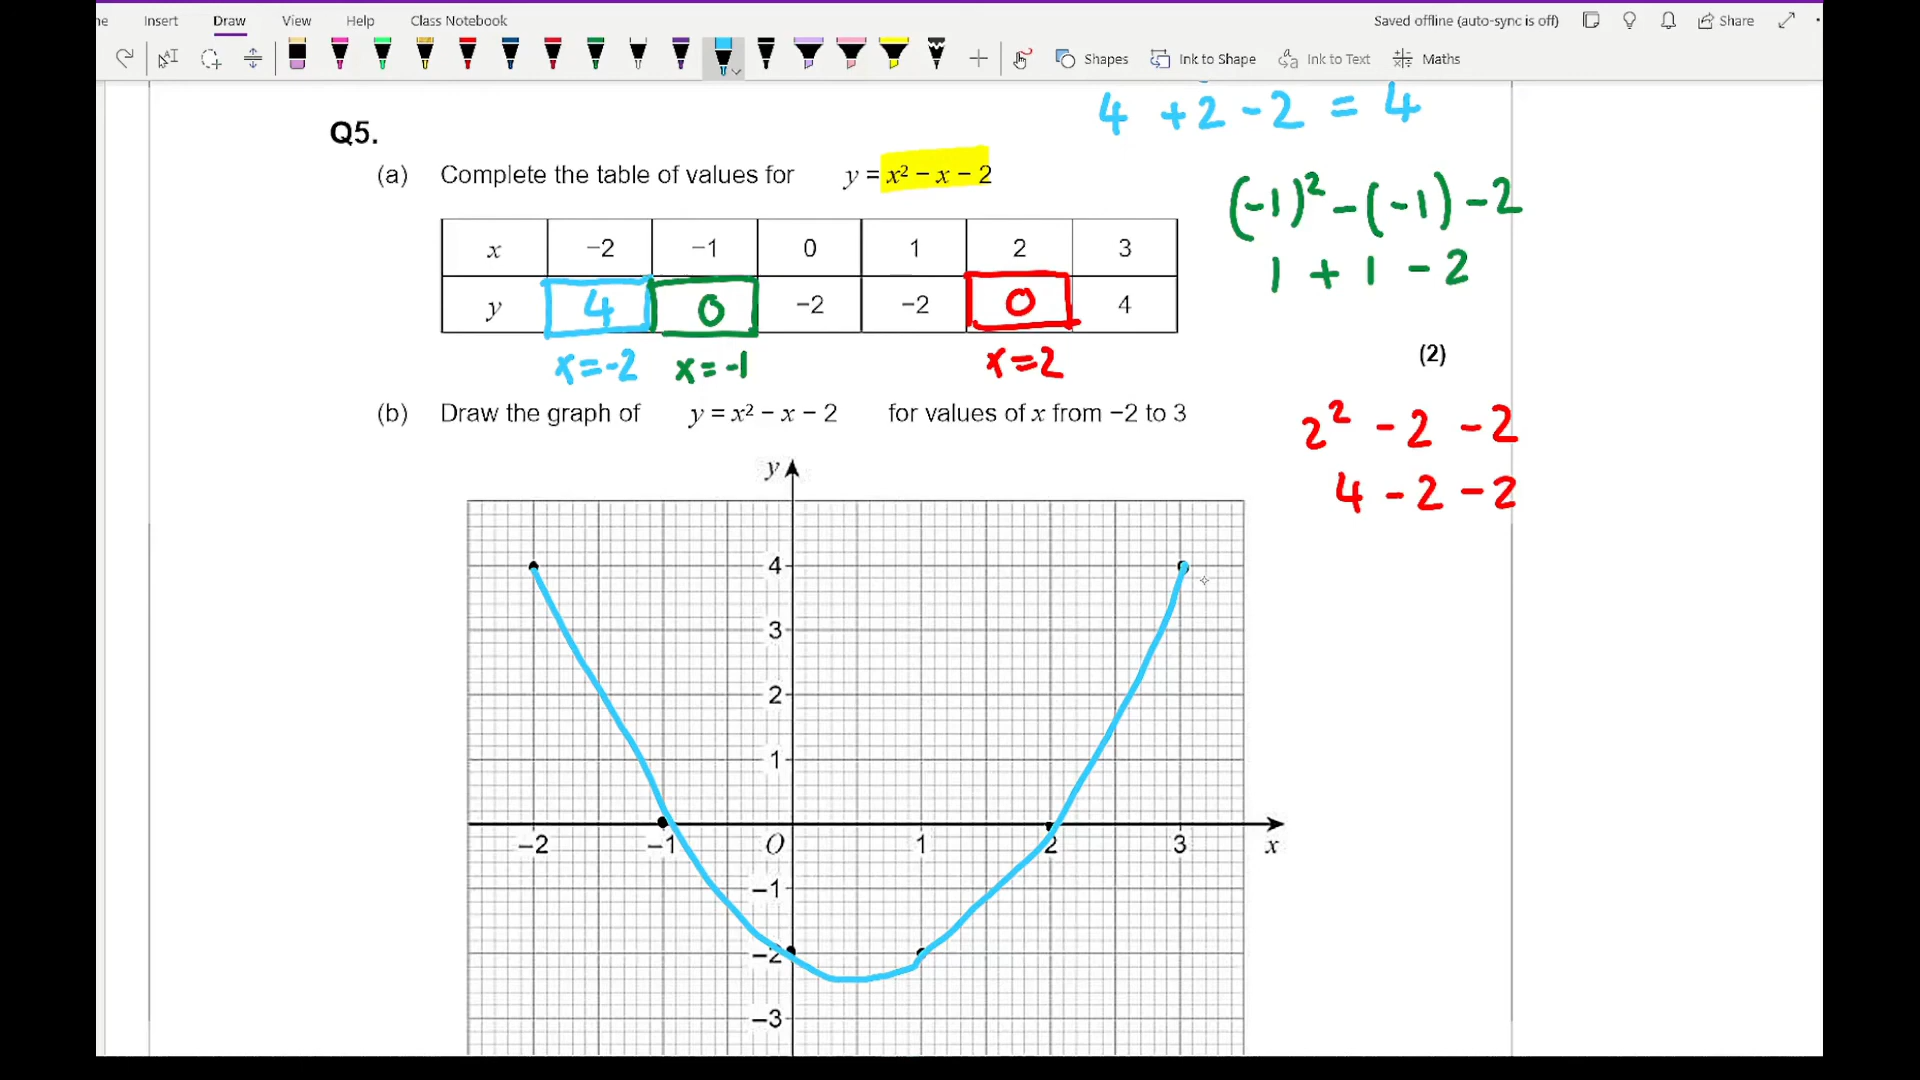 Insert Draw View Help Class Notebook Saved offline (auto-sync is off) Share
Shapes Ink to Shape Ink to Text Maths
4 + 2 - 2 = 4
Q5.
(a) Complete the table of values for y = x² − x − 2
(-1)² - (-1) - 2
x −2 −1 0 1 2 3
1 + 1 - 2
y 4 0 −2 −2 0 4
x = -2 x = -1 x = 2
(2)
(b) Draw the graph of y = x² − x − 2 for values of x from −2 to 3
2² - 2 - 2
y
4 - 2 - 2
4
3
2
1
−2 −1 O 1 2 3 x
−1
−2
−3